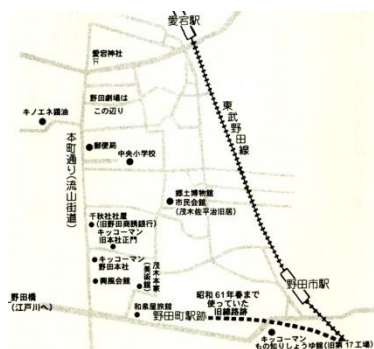 愛宕駅
愛宕神社
野田劇場は
この辺り
キノエネ醤油
本町通り(流山街道)
東武野田線
郵便局
中央小学校
郷土博物館
市民会館
(茂木佐平治旧居)
千秋社社屋
(旧野田商誘銀行)
キッコーマン
旧本社正門
キッコーマン
野田本社
茂木本家
(美術館)
興風会館
野田市駅
昭和61年春まで
使っていた
旧線路跡
野田橋
(江戸川へ)
和泉屋旅館
野田町駅跡
キッコーマン
もの知りしょうゆ館(旧第17工場)